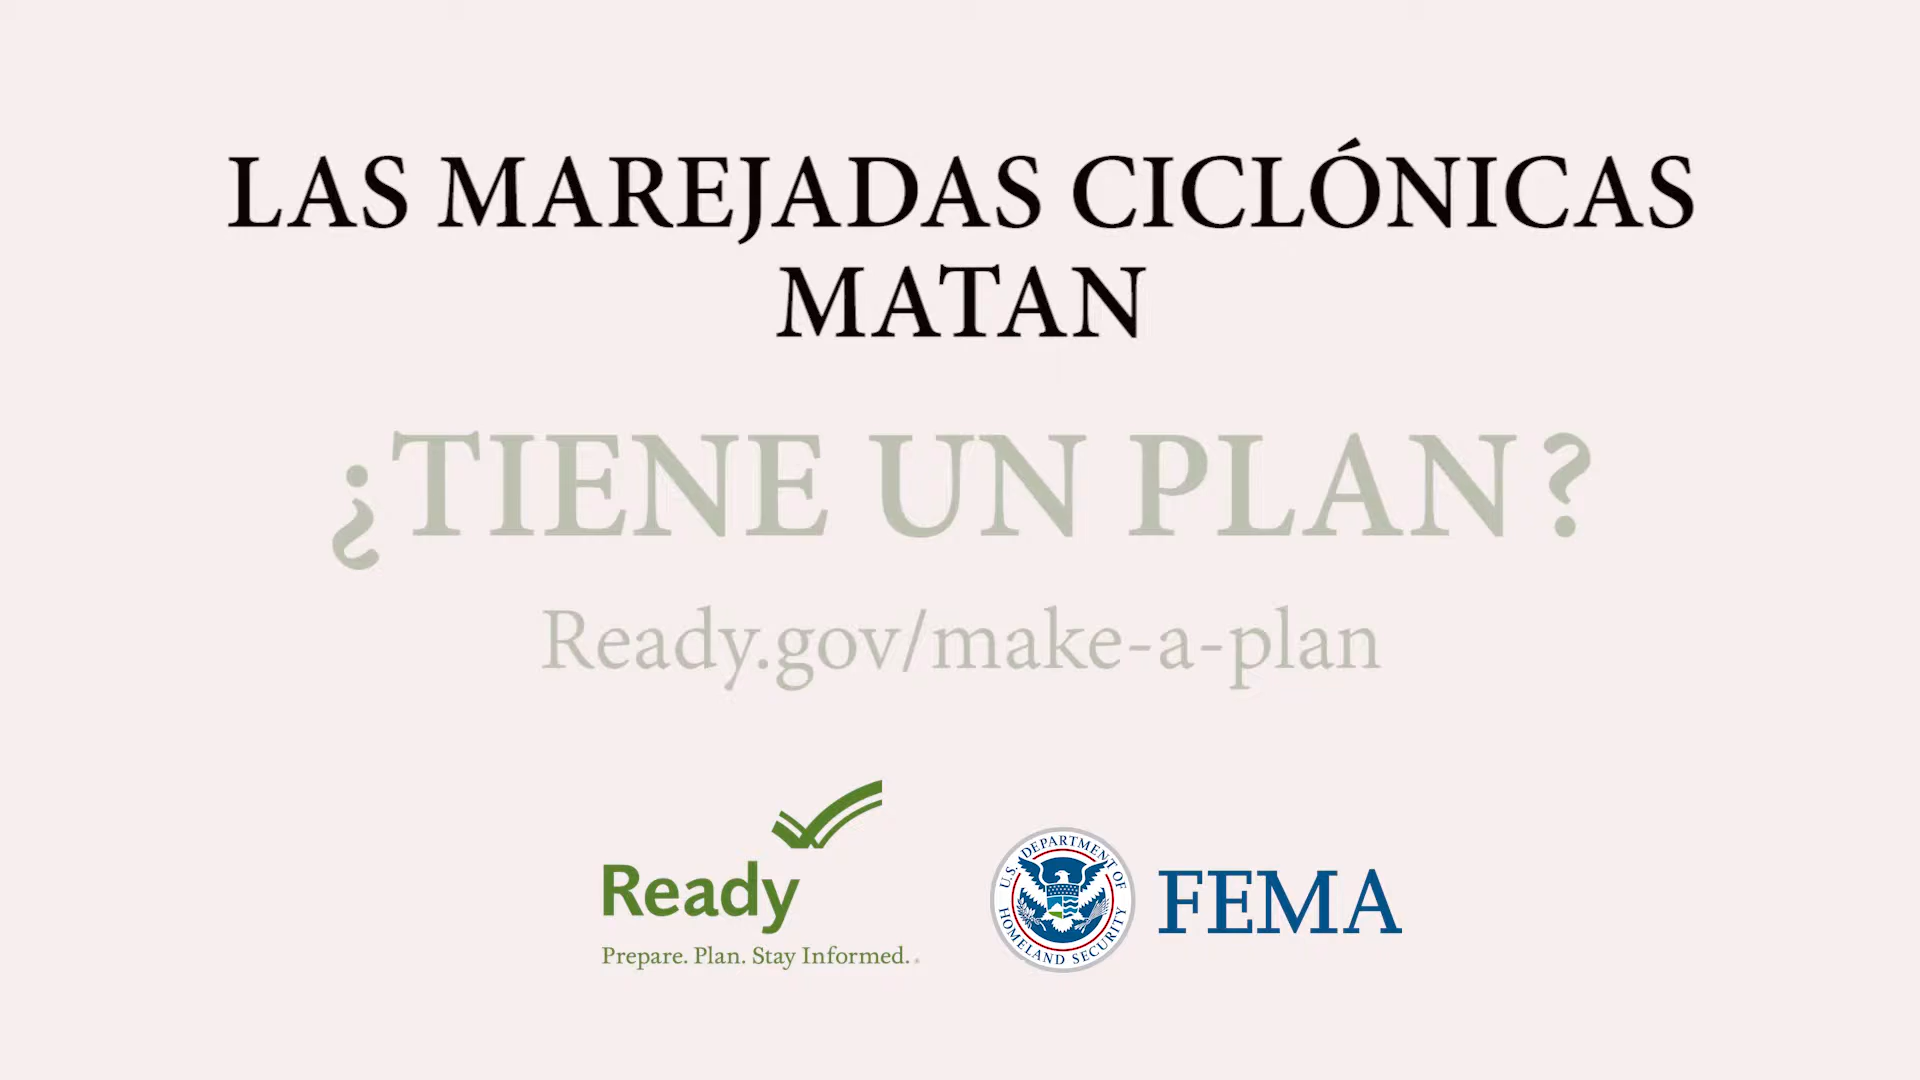 LAS MAREJADAS CICLÓNICAS
MATAN
¿TIENE UN PLAN?
Ready.gov/make-a-plan
Ready
Prepare. Plan. Stay Informed.
U.S. DEPARTMENT OF
HOMELAND SECURITY
FEMA